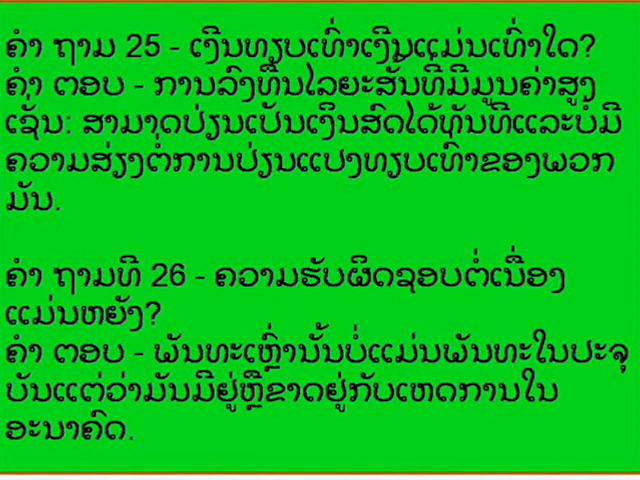 ຄຳ ຖາມ 25 - ເງິນທຽບເທົ່າເງິນແມ່ນເທົ່າໃດ?
ຄຳ ຕອບ - ການລົງທືນໄລຍະສັ້ນທີ່ມີມູນຄ່າສູງ
ເຊັ່ນ: ສາມາດປ່ຽນເປັນເງິນສົດໄດ້ທັນທີແລະບໍ່ມີ
ຄວາມສ່ຽງຕໍ່ການປ່ຽນແປງທຽບເທົ່າຂອງພວກ
ມັນ.
ຄຳ ຖາມທີ 26 - ຄວາມຮັບຜິດຊອບຕໍ່ເນື່ອງ
ແມ່ນຫຍັງ?
ຄຳ ຕອບ - ພັນທະເຫຼົ່ານັ້ນບໍ່ແມ່ນພັນທະໃນປະຈຸ
ບັນແຕ່ວ່າມັນມີຢູ່ຫຼືຂາດຢູ່ກັບເຫດການໃນ
ອະນາຄົດ.